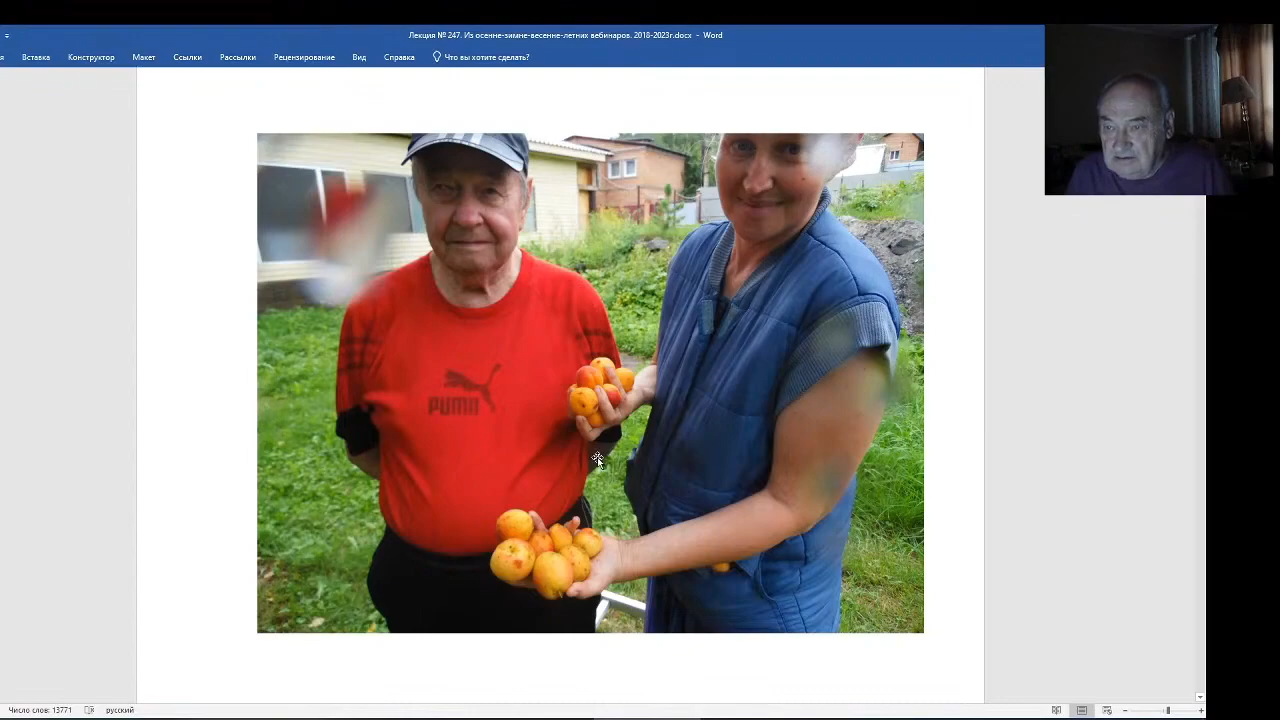 Лекция № 247. Из осенне-зимне-весенне-летних вебинаров. 2018-2023г.docx - Word
Вставка Конструктор Макет Ссылки Рассылки Рецензирование Вид Справка Что вы хотите сделать?
PUMA
Число слов: 13771 русский